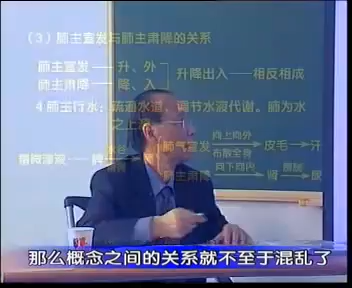 （3）肺主宣发与肺主肃降的关系
肺主宣发——升、外
肺主肃降——降、入
升降出入——相反相成
4.肺主行水：疏通水道，调节水液代谢。肺为水
之上源
肺气宣发 向上向外 布散全身 皮毛 汗
肺主肃降 向下向内 肾 尿
那么概念之间的关系就不至于混乱了